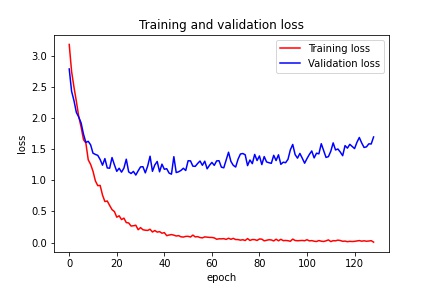 Training and validation loss
Training loss
Validation loss
loss
3.0
2.5
2.0
1.5
1.0
0.5
0.0
0 20 40 60 80 100 120
epoch